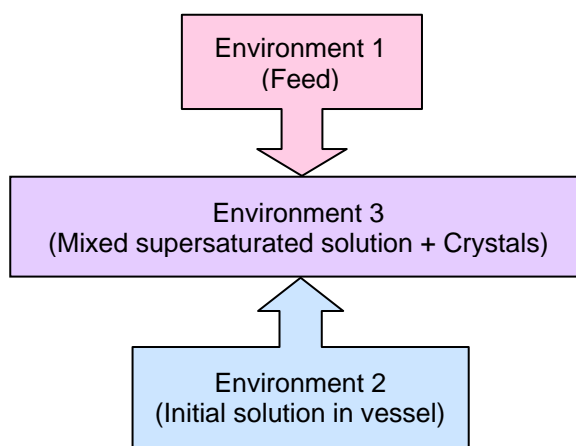 Environment 1
(Feed)
Environment 3
(Mixed supersaturated solution + Crystals)
Environment 2
(Initial solution in vessel)